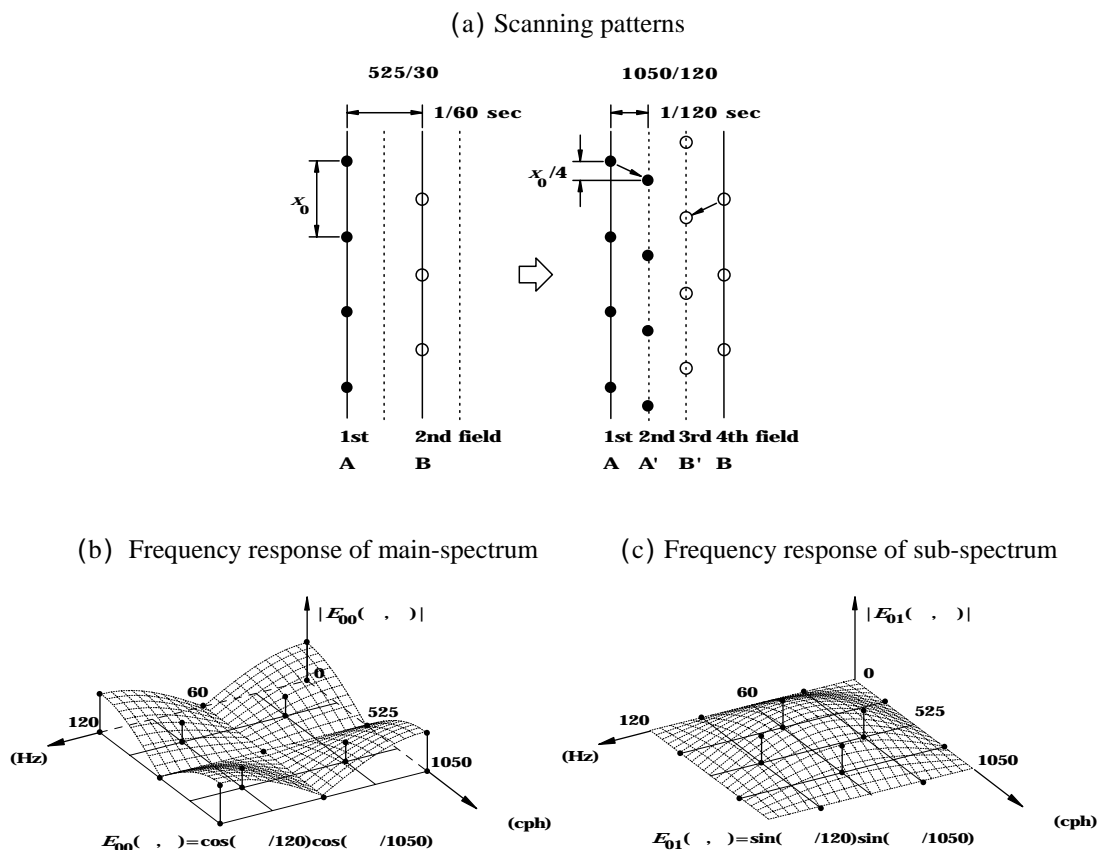 (a) Scanning patterns
525/30
1050/120
1/60 sec
1/120 sec
x0/4
x0
1st 2nd field
A B
1st 2nd 3rd 4th field
A A' B' B
(b) Frequency response of main-spectrum
(c) Frequency response of sub-spectrum
|E00( , )|
|E01( , )|
0
60
120
525
(Hz)
1050
(cph)
0
60
120
525
(Hz)
1050
(cph)
E00( , )=cos( /120)cos( /1050)
E01( , )=sin( /120)sin( /1050)